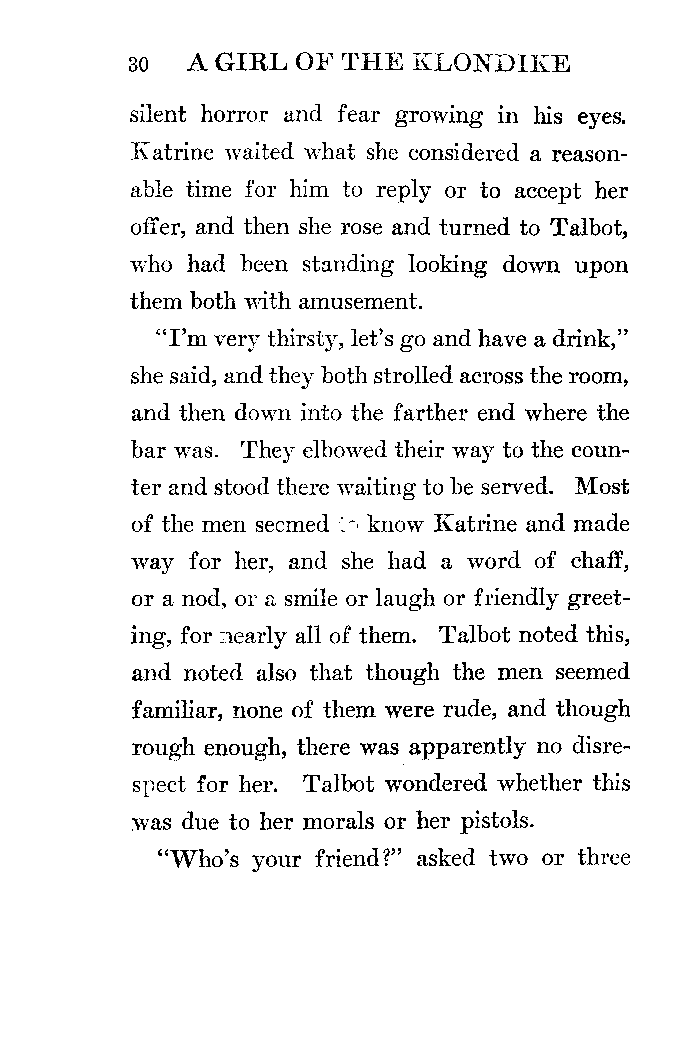 30 A GIRL OF THE KLONDIKE
silent horror and fear growing in his eyes.
Katrine waited what she considered a reason-
able time for him to reply or to accept her
offer, and then she rose and turned to Talbot,
who had been standing looking down upon
them both with amusement.
"I'm very thirsty, let's go and have a drink,"
she said, and they both strolled across the room,
and then down into the farther end where the
bar was. They elbowed their way to the coun-
ter and stood there waiting to be served. Most
of the men seemed know Katrine and made
way for her, and she had a word of chaff,
or a nod, or a smile or laugh or friendly greet-
ing, for nearly all of them. Talbot noted this,
and noted also that though the men seemed
familiar, none of them were rude, and though
rough enough, there was apparently no disre-
spect for her. Talbot wondered whether this
was due to her morals or her pistols.
"Who's your friend?" asked two or three